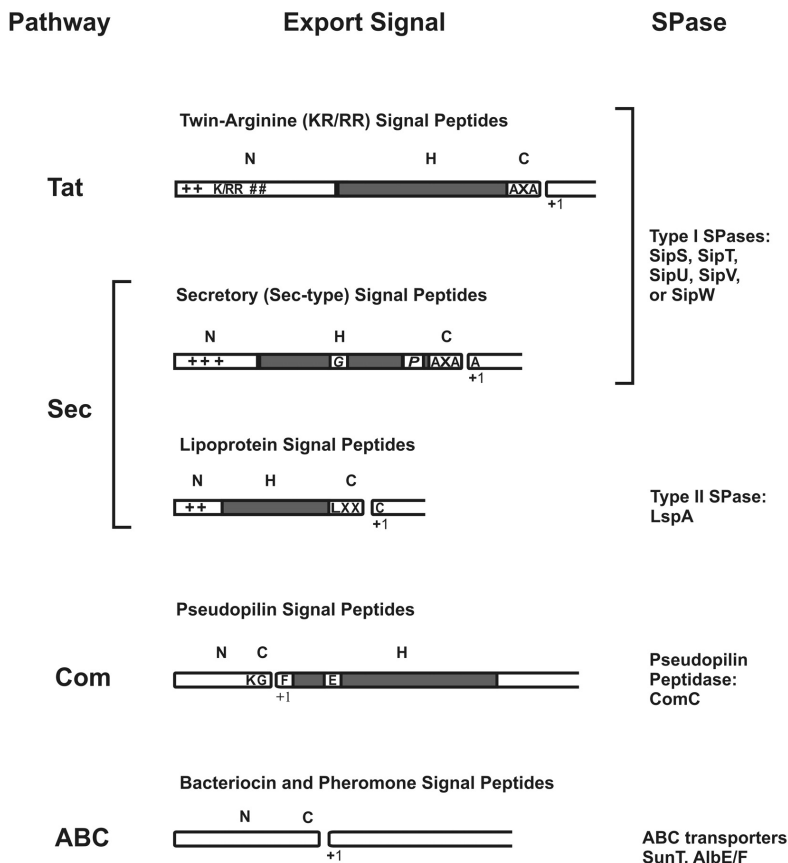 Pathway Export Signal SPase
Twin-Arginine (KR/RR) Signal Peptides
N H C
Tat
++ K/RR ## AXA
+1
Type I SPases:
SipS, SipT,
SipU, SipV,
or SipW
Secretory (Sec-type) Signal Peptides
N H C
+++ G P AXA A
+1
Sec
Lipoprotein Signal Peptides
N H C
++ LXX C
+1
Type II SPase:
LspA
Pseudopilin Signal Peptides
N C H
Com
KG F E
+1
Pseudopilin
Peptidase:
ComC
Bacteriocin and Pheromone Signal Peptides
N C
ABC
+1
ABC transporters
SunT, AlbE/F